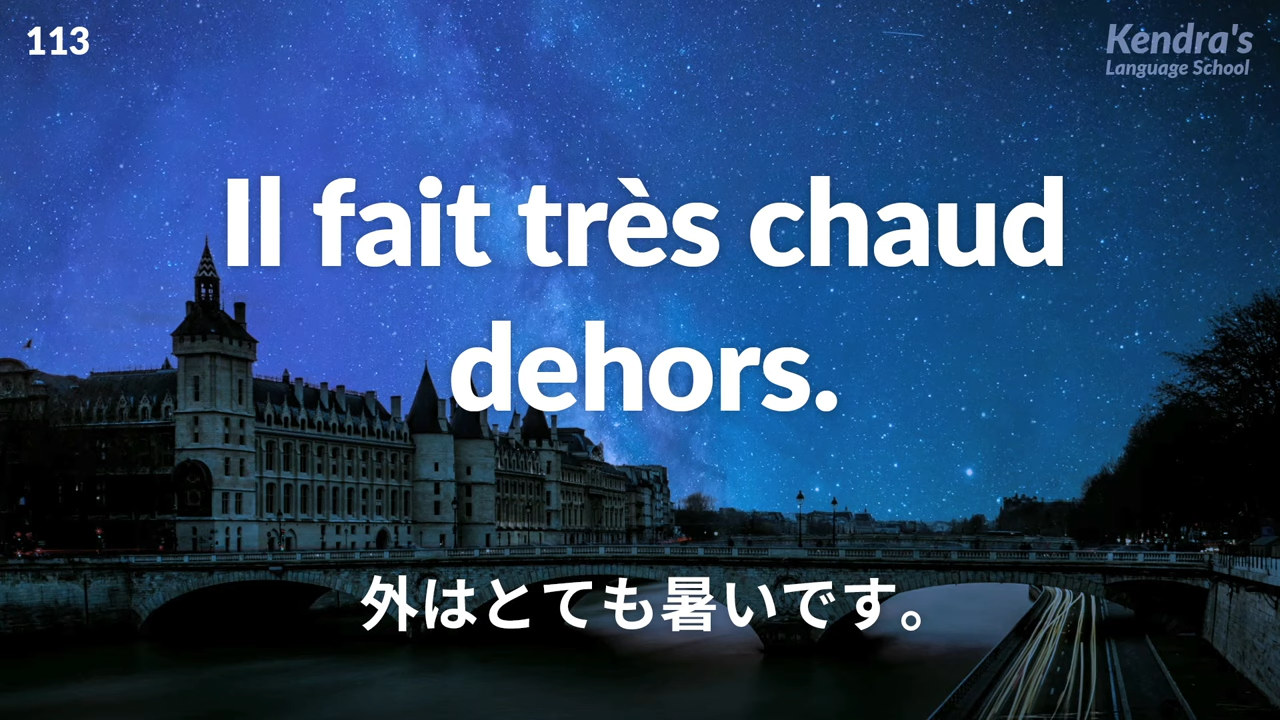 113
Kendra's
Language School
Il fait très chaud
dehors.
外はとても暑いです。